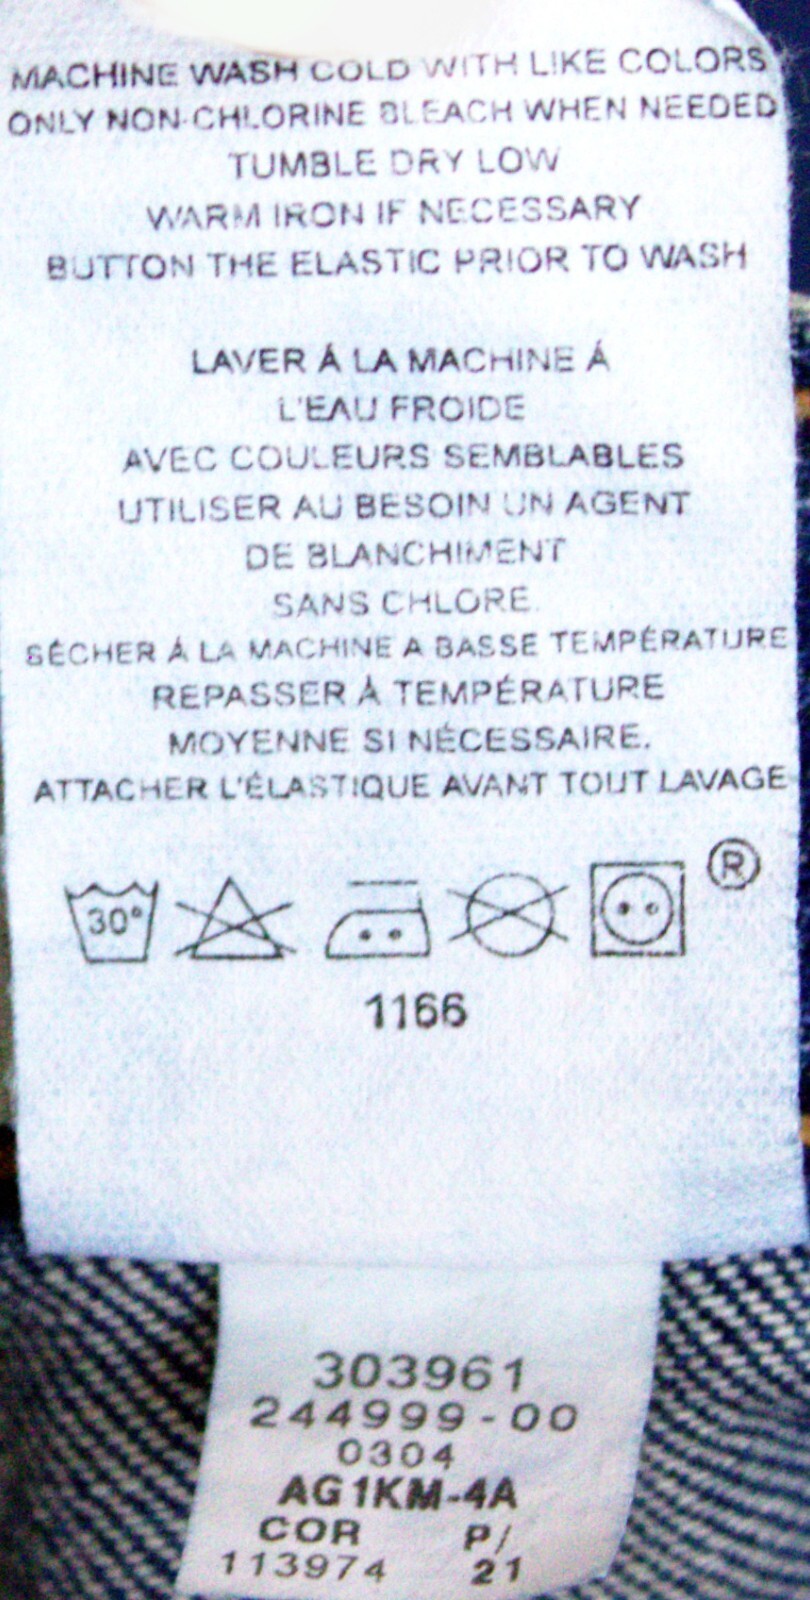 MACHINE WASH COLD WITH LIKE COLORS
ONLY NON-CHLORINE BLEACH WHEN NEEDED
TUMBLE DRY LOW
WARM IRON IF NECESSARY
BUTTON THE ELASTIC PRIOR TO WASH
LAVER Á LA MACHINE Á
L'EAU FROIDE
AVEC COULEURS SEMBLABLES
UTILISER AU BESOIN UN AGENT
DE BLANCHIMENT
SANS CHLORE.
SÉCHER Á LA MACHINE A BASSE TEMPÉRATURE
REPASSER À TEMPÉRATURE
MOYENNE SI NÉCESSAIRE.
ATTACHER L'ÉLASTIQUE AVANT TOUT LAVAGE
30° ®
1166
303961
244999-00
0304
AG1KM-4A
COR P/
113974 21